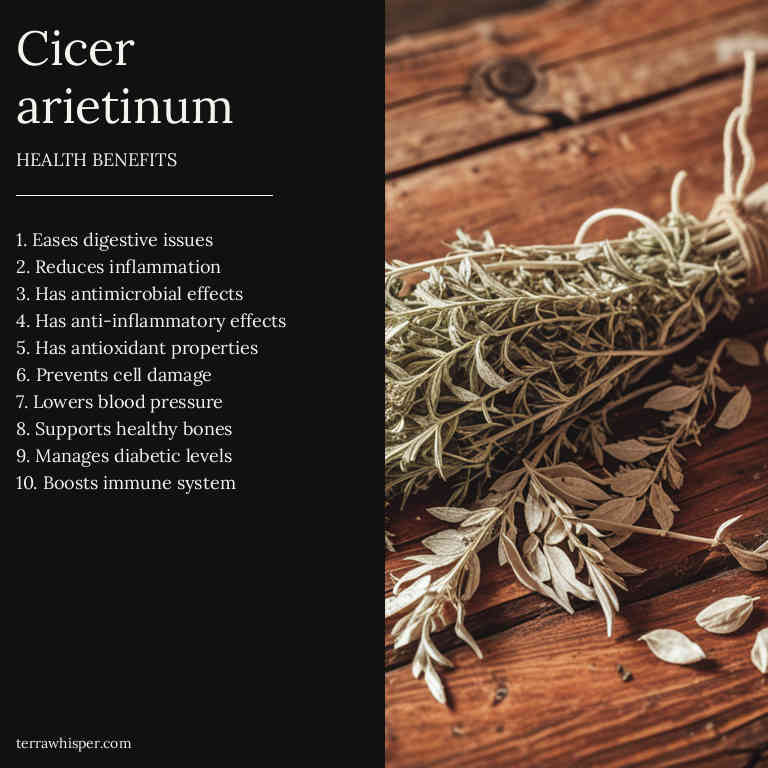 Cicer
arietinum
HEALTH BENEFITS
1. Eases digestive issues
2. Reduces inflammation
3. Has antimicrobial effects
4. Has anti-inflammatory effects
5. Has antioxidant properties
6. Prevents cell damage
7. Lowers blood pressure
8. Supports healthy bones
9. Manages diabetic levels
10. Boosts immune system
terrawhisper.com